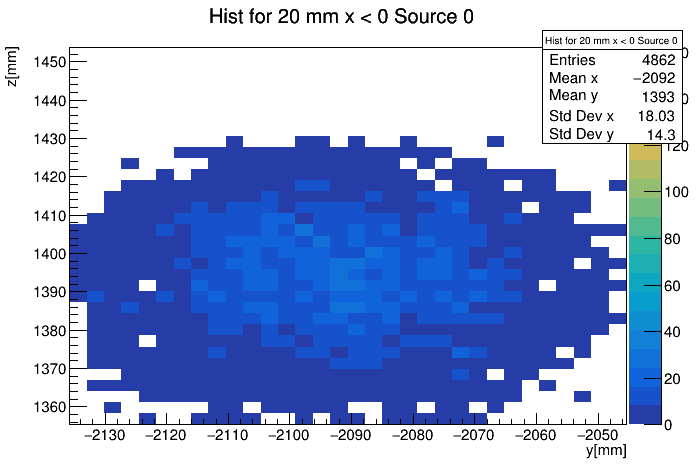 Hist for 20 mm x < 0 Source 0
Hist for 20 mm x < 0 Source 0
Entries 4862
Mean x −2092
Mean y 1393
Std Dev x 18.03
Std Dev y 14.3
z[mm]
1450
1440
1430
1420
1410
1400
1390
1380
1370
1360
−2130 −2120 −2110 −2100 −2090 −2080 −2070 −2060 −2050
y[mm]
120
100
80
60
40
20
0